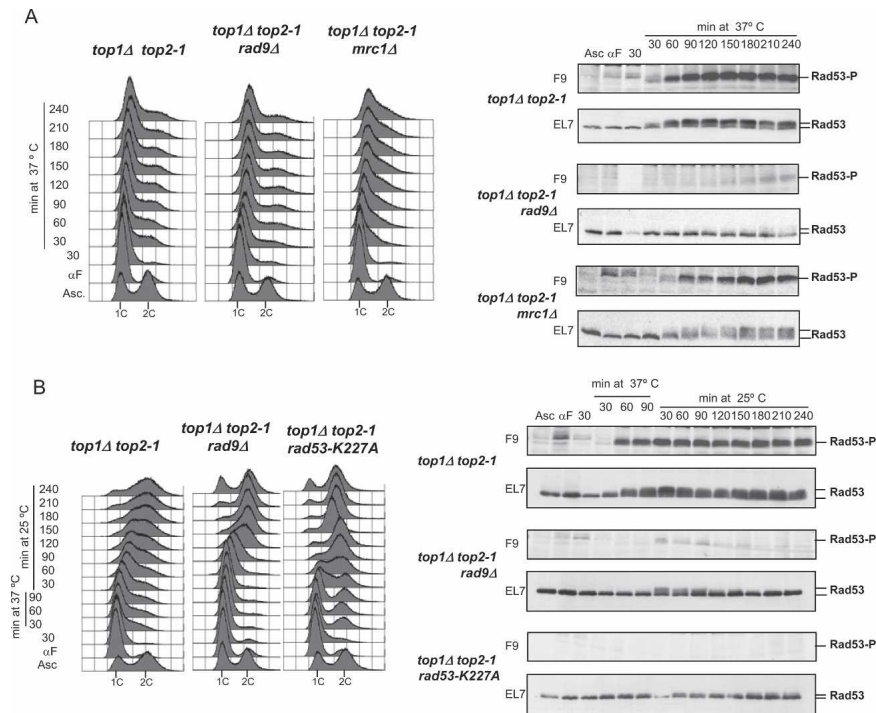 A
top1Δ top2-1
top1Δ top2-1
rad9Δ
top1Δ top2-1
mrc1Δ
min at 37 º C
240
210
180
150
120
90
60
30
30
αF
Asc.
1C 2C
1C 2C
1C 2C
min at 37º C
Asc αF 30 30 60 90 120 150 180 210 240
F9
Rad53-P
top1Δ top2-1
EL7
Rad53
F9
Rad53-P
top1Δ top2-1
rad9Δ
EL7
Rad53
F9
Rad53-P
top1Δ top2-1
mrc1Δ
EL7
Rad53
B
top1Δ top2-1
top1Δ top2-1
rad9Δ
top1Δ top2-1
rad53-K227A
min at 25 ºC
240
210
180
150
120
90
60
30
min at 37 ºC
90
60
30
30
αF
Asc
1C 2C
1C 2C
1C 2C
min at 37º C
min at 25º C
Asc αF 30 30 60 90 30 60 90 120 150 180 210 240
F9
Rad53-P
top1Δ top2-1
EL7
Rad53
F9
Rad53-P
top1Δ top2-1
rad9Δ
EL7
Rad53
F9
Rad53-P
top1Δ top2-1
rad53-K227A
EL7
Rad53